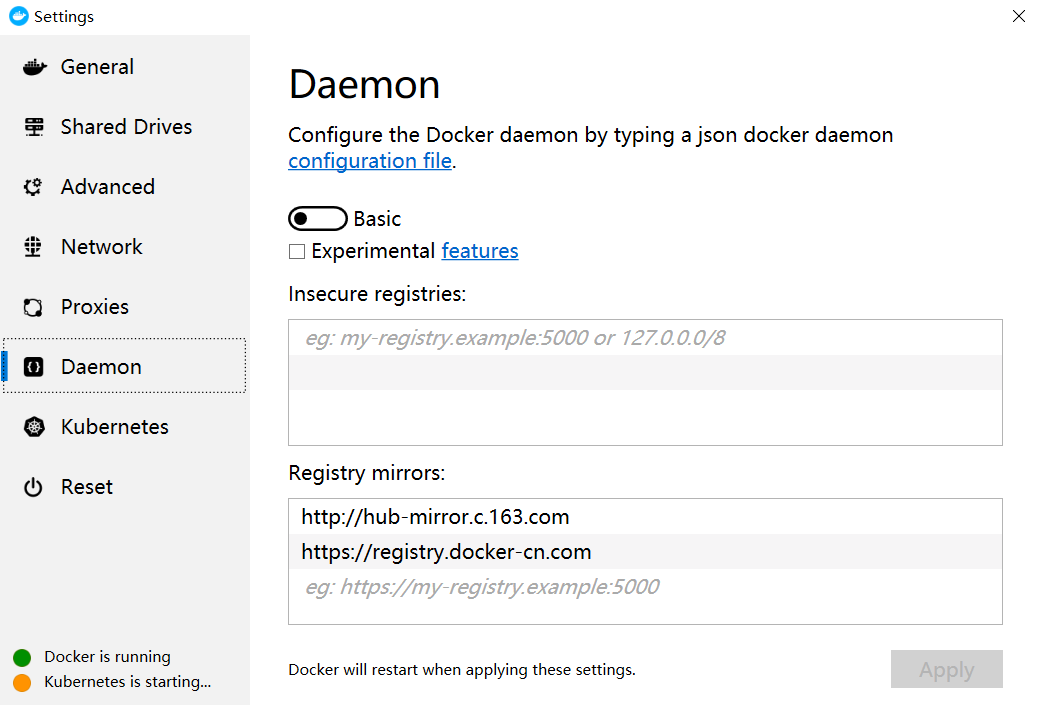 Settings
General
Shared Drives
Advanced
Network
Proxies
Daemon
Kubernetes
Reset
Docker is running
Kubernetes is starting...
Daemon
Configure the Docker daemon by typing a json docker daemon
configuration file.
Basic
Experimental features
Insecure registries:
eg: my-registry.example:5000 or 127.0.0.0/8
Registry mirrors:
http://hub-mirror.c.163.com
https://registry.docker-cn.com
eg: https://my-registry.example:5000
Docker will restart when applying these settings.
Apply